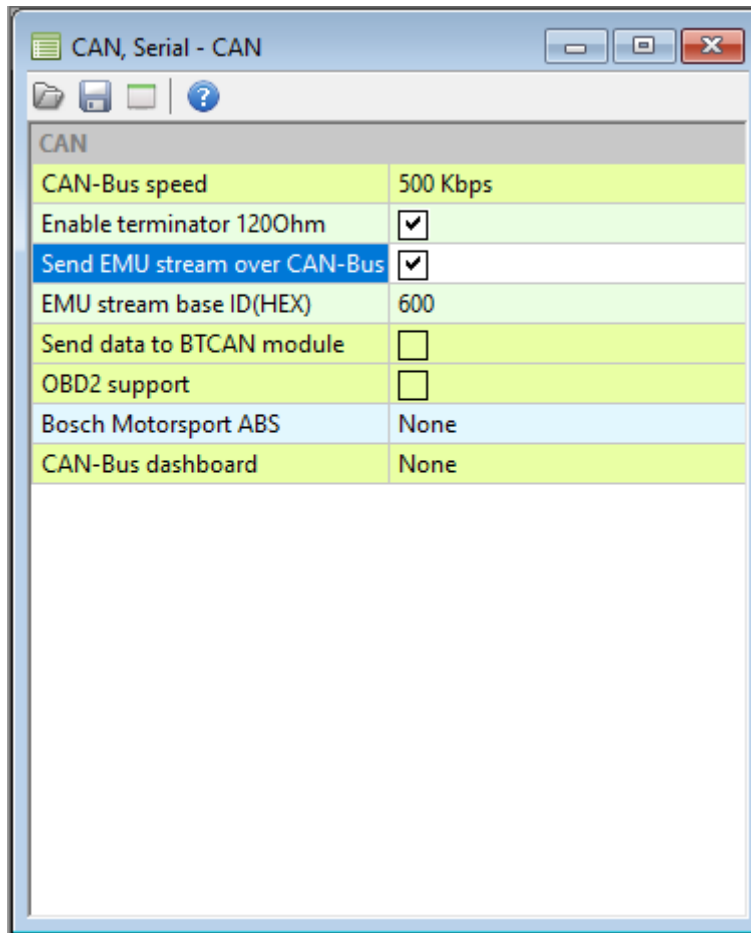 CAN, Serial - CAN
CAN
CAN-Bus speed 500 Kbps
Enable terminator 120Ohm
Send EMU stream over CAN-Bus
EMU stream base ID(HEX) 600
Send data to BTCAN module
OBD2 support
Bosch Motorsport ABS None
CAN-Bus dashboard None